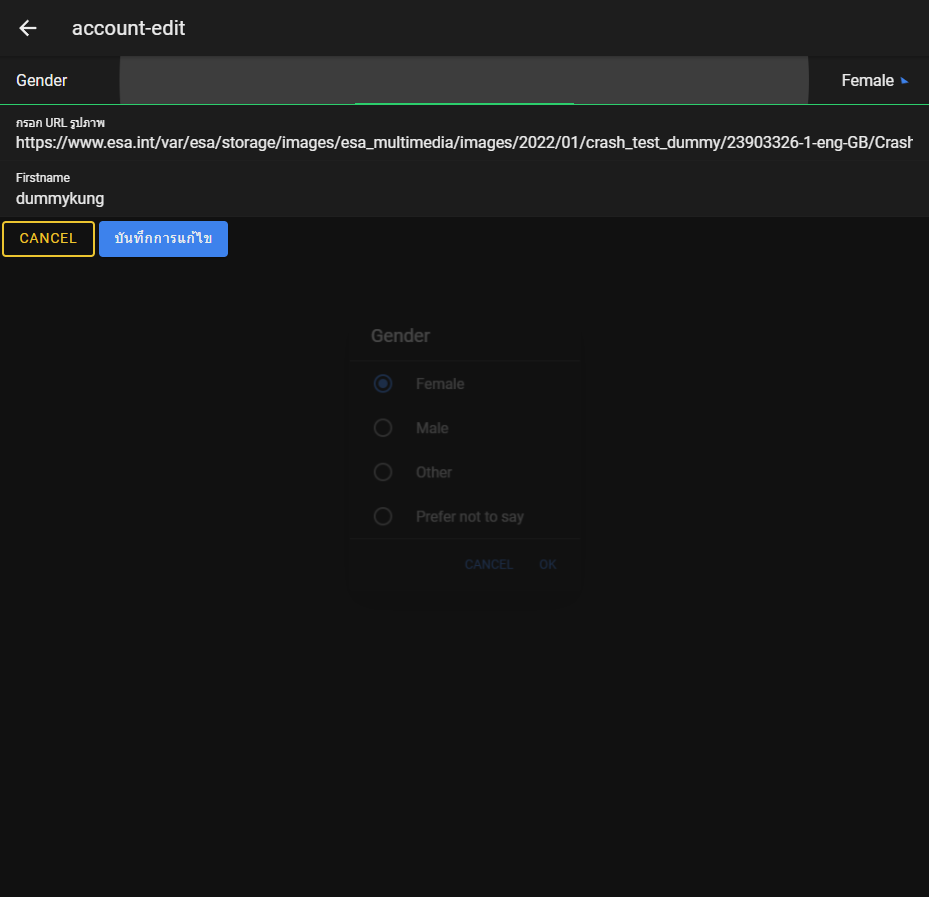 account-edit
Gender Female
กรอก URL รูปภาพ
https://www.esa.int/var/esa/storage/images/esa_multimedia/images/2022/01/crash_test_dummy/23903326-1-eng-GB/Crash
Firstname
dummykung
CANCEL บันทึกการแก้ไข
Gender
Female
Male
Other
Prefer not to say
CANCEL OK